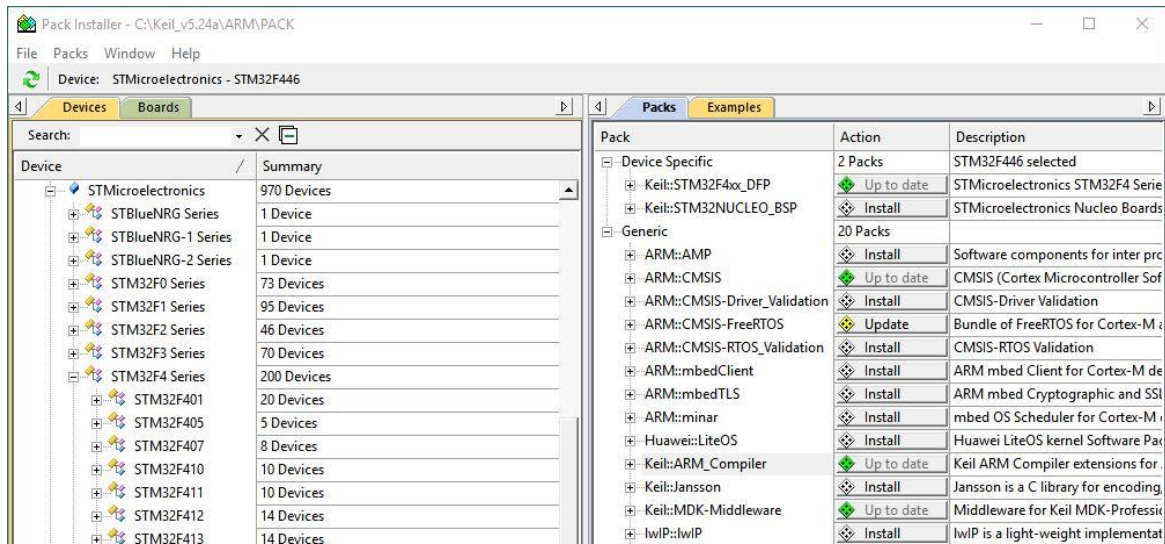 Pack Installer - C:\Keil_v5.24a\ARM\PACK
File Packs Window Help
Device: STMicroelectronics - STM32F446
Devices Boards
Search:
Device / Summary
STMicroelectronics 970 Devices
STBlueNRG Series 1 Device
STBlueNRG-1 Series 1 Device
STBlueNRG-2 Series 1 Device
STM32F0 Series 73 Devices
STM32F1 Series 95 Devices
STM32F2 Series 46 Devices
STM32F3 Series 70 Devices
STM32F4 Series 200 Devices
STM32F401 20 Devices
STM32F405 5 Devices
STM32F407 8 Devices
STM32F410 10 Devices
STM32F411 10 Devices
STM32F412 14 Devices
STM32F413 14 Devices
Packs Examples
Pack Action Description
Device Specific 2 Packs STM32F446 selected
Keil::STM32F4xx_DFP Up to date STMicroelectronics STM32F4 Serie
Keil::STM32NUCLEO_BSP Install STMicroelectronics Nucleo Boards
Generic 20 Packs
ARM::AMP Install Software components for inter pro
ARM::CMSIS Up to date CMSIS (Cortex Microcontroller Sof
ARM::CMSIS-Driver_Validation Install CMSIS-Driver Validation
ARM::CMSIS-FreeRTOS Update Bundle of FreeRTOS for Cortex-M
ARM::CMSIS-RTOS_Validation Install CMSIS-RTOS Validation
ARM::mbedClient Install ARM mbed Client for Cortex-M de
ARM::mbedTLS Install ARM mbed Cryptographic and SSL
ARM::minar Install mbed OS Scheduler for Cortex-M
Huawei::LiteOS Install Huawei LiteOS kernel Software Pac
Keil::ARM_Compiler Up to date Keil ARM Compiler extensions for
Keil::Jansson Install Jansson is a C library for encoding,
Keil::MDK-Middleware Up to date Middleware for Keil MDK-Professio
lwIP::lwIP Install lwIP is a light-weight implementat